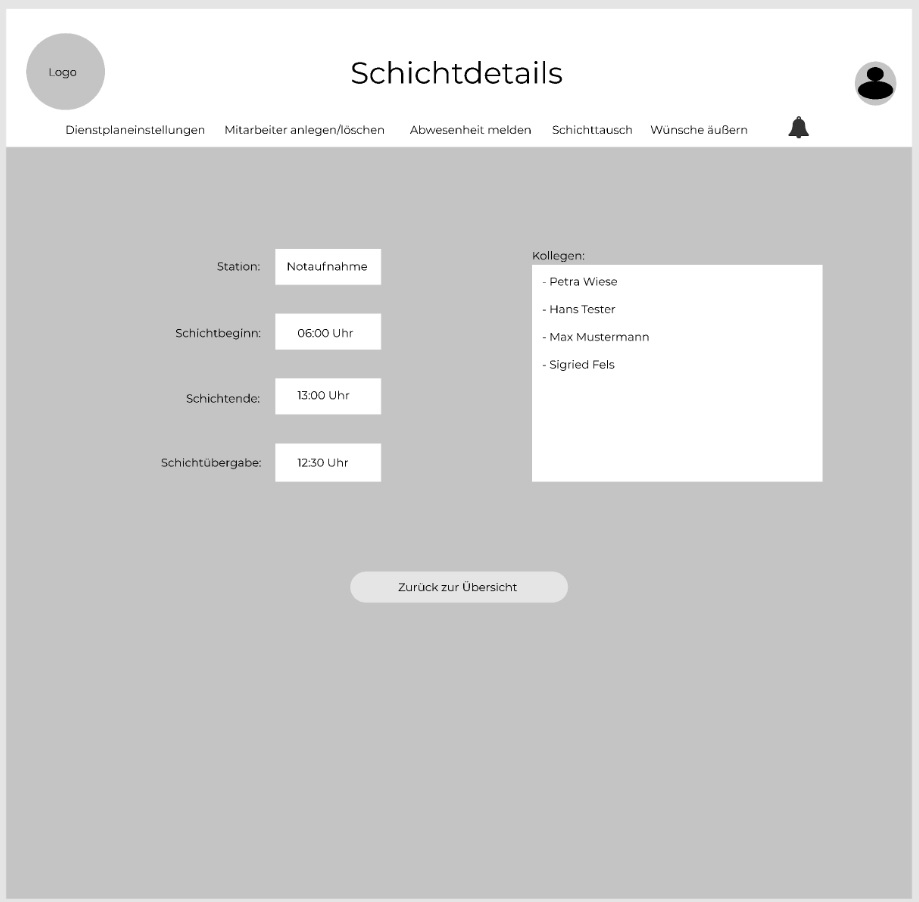 Logo
Schichtdetails
Dienstplaneinstellungen Mitarbeiter anlegen/löschen Abwesenheit melden Schichttausch Wünsche äußern
Station: Notaufnahme
Schichtbeginn: 06:00 Uhr
Schichtende: 13:00 Uhr
Schichtübergabe: 12:30 Uhr
Kollegen:
- Petra Wiese
- Hans Tester
- Max Mustermann
- Sigried Fels
Zurück zur Übersicht